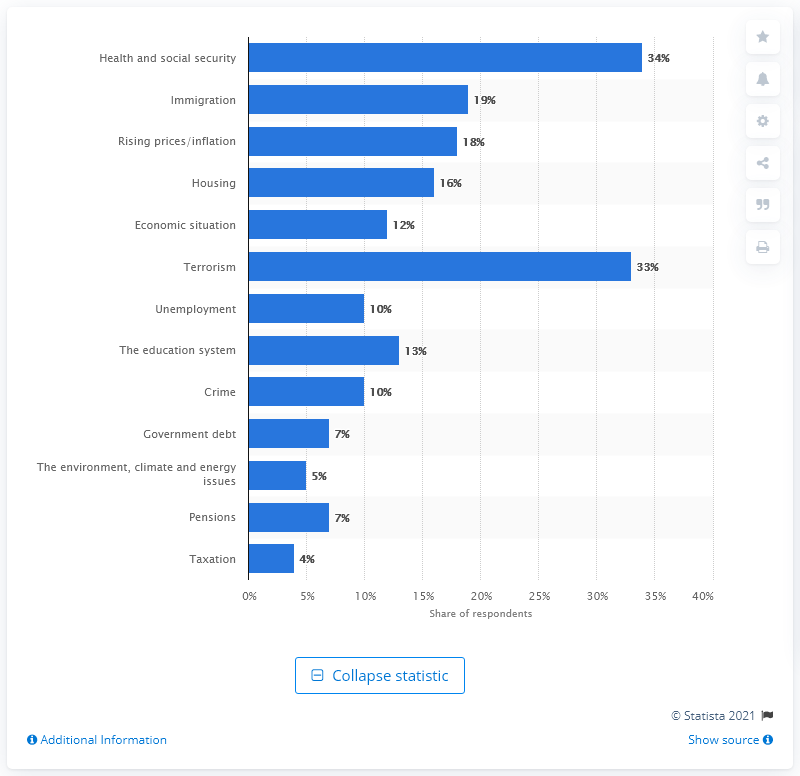 Health and social security 34%
Immigration 19%
Rising prices/inflation 18%
Housing 16%
Economic situation 12%
Terrorism 33%
Unemployment 10%
The education system 13%
Crime 10%
Government debt 7%
The environment, climate and energy
issues 5%
Pensions 7%
Taxation 4%
0% 5% 10% 15% 20% 25% 30% 35% 40%
Share of respondents
Collapse statistic
© Statista 2021
Additional Information
Show source